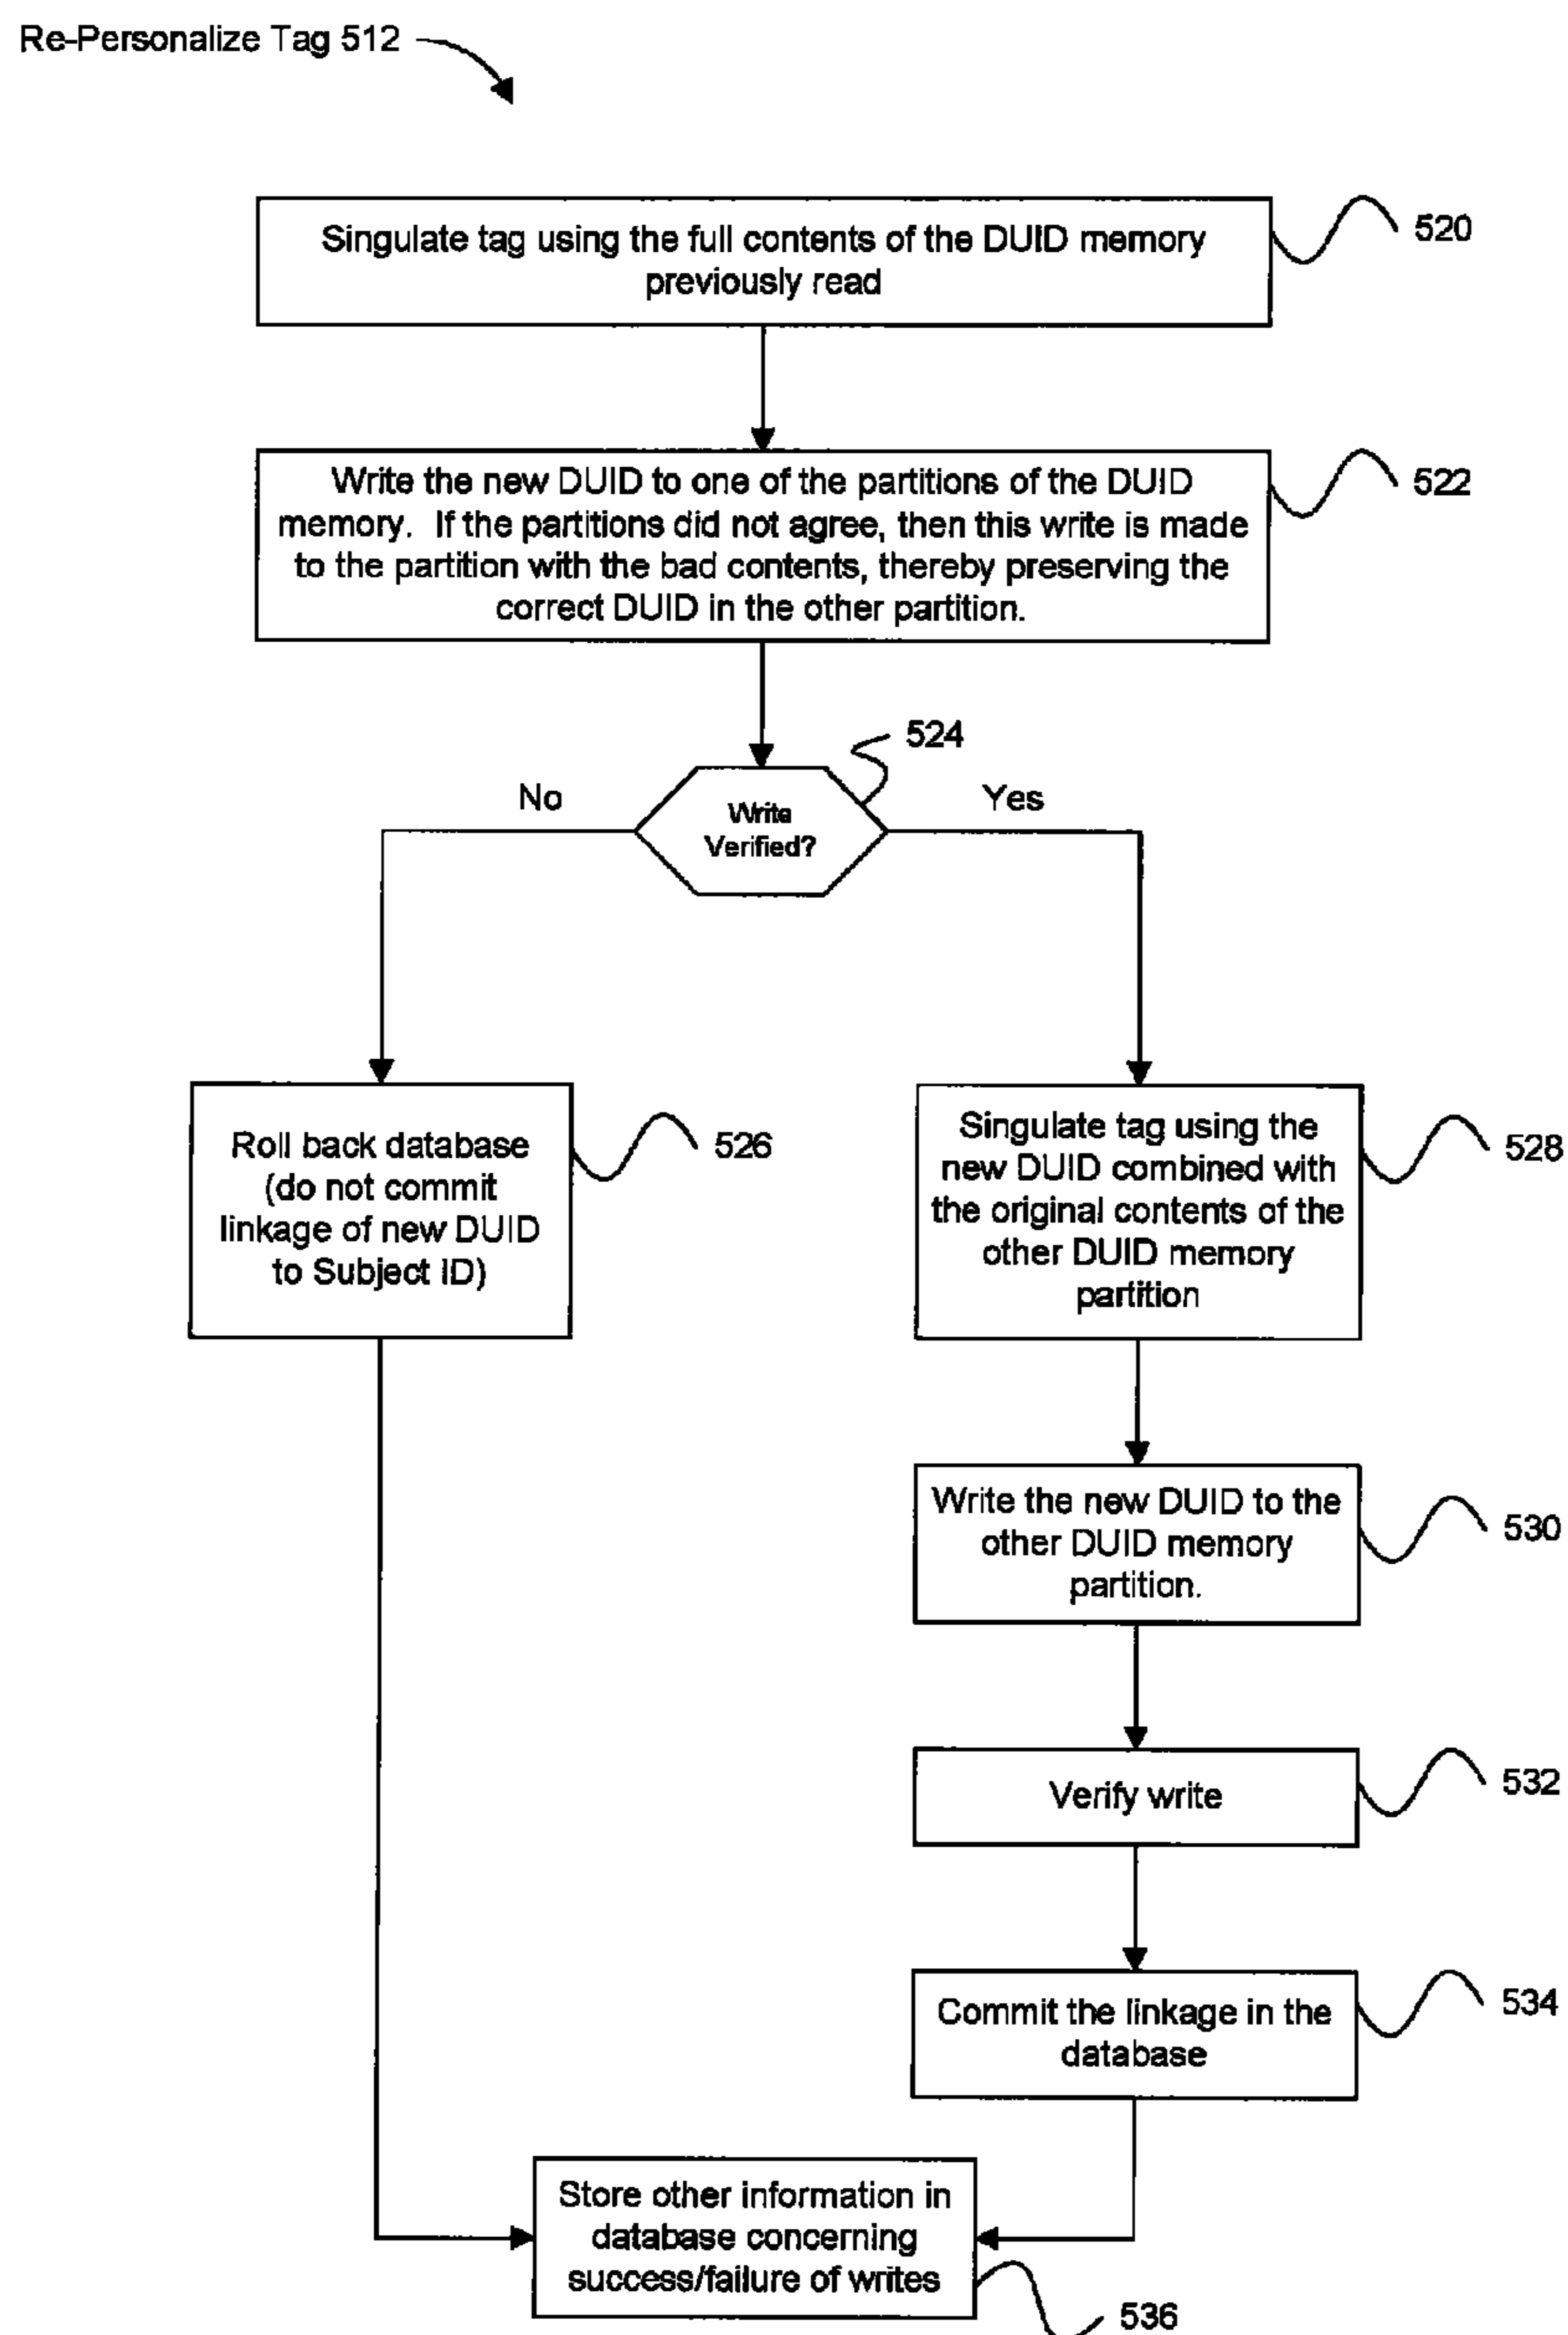 Re-Personalize Tag 512
Singulate tag using the full contents of the DUID memory
previously read
520
Write the new DUID to one of the partitions of the DUID
memory. If the partitions did not agree, then this write is made
to the partition with the bad contents, thereby preserving the
correct DUID in the other partition.
522
524
No
Write
Verified?
Yes
Roll back database
(do not commit
linkage of new DUID
to Subject ID)
526
Singulate tag using the
new DUID combined with
the original contents of the
other DUID memory
partition
528
Write the new DUID to the
other DUID memory
partition.
530
Verify write
532
Commit the linkage in the
database
534
Store other information in
database concerning
success/failure of writes
536